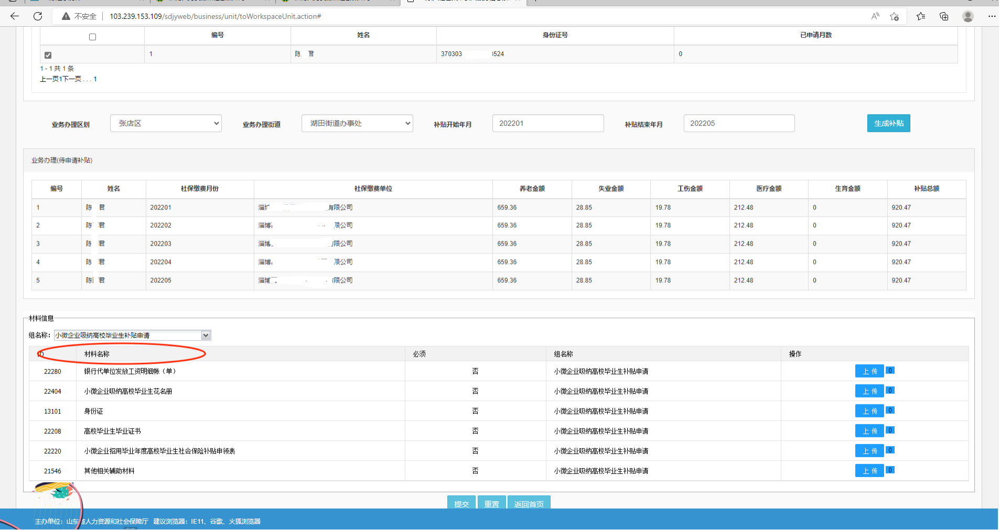 不安全 103.239.153.109/sdjyweb/business/unit/toWorkspaceUnit.action#
编号 姓名 身份证号 已申请月数
1 陈 君 370303 3524 0
1 - 1 共 1 条
上一页1下一页 . . . 1
业务办理区划 张店区 业务办理街道 湖田街道办事处 补贴开始年月 202201 补贴结束年月 202205 生成补贴
业务办理(待申请补贴)
编号 姓名 社保缴费月份 社保缴费单位 养老金额 失业金额 工伤金额 医疗金额 生育金额 补贴总额
1 陈 君 202201 淄 有限公司 659.36 28.85 19.78 212.48 0 920.47
2 陈 君 202202 淄博 限公司 659.36 28.85 19.78 212.48 0 920.47
3 陈 君 202203 淄博 限公司 659.36 28.85 19.78 212.48 0 920.47
4 陈 君 202204 淄博 限公司 659.36 28.85 19.78 212.48 0 920.47
5 陈 君 202205 淄博 有限公司 659.36 28.85 19.78 212.48 0 920.47
材料信息
组名称： 小微企业吸纳高校毕业生补贴申请
ID 材料名称 必须 组名称 操作
22280 银行代单位发放工资明细帐（单） 否 小微企业吸纳高校毕业生补贴申请 上 传 0
22404 小微企业吸纳高校毕业生花名册 否 小微企业吸纳高校毕业生补贴申请 上 传 0
13101 身份证 否 小微企业吸纳高校毕业生补贴申请 上 传 0
22208 高校毕业生毕业证书 否 小微企业吸纳高校毕业生补贴申请 上 传 0
22220 小微企业招用毕业年度高校毕业生社会保险补贴申领表 否 小微企业吸纳高校毕业生补贴申请 上 传 0
21546 其他相关辅助材料 否 小微企业吸纳高校毕业生补贴申请 上 传 0
提交 重置 返回首页
主办单位：山东省人力资源和社会保障厅 建议浏览器：IE11、谷歌、火狐浏览器